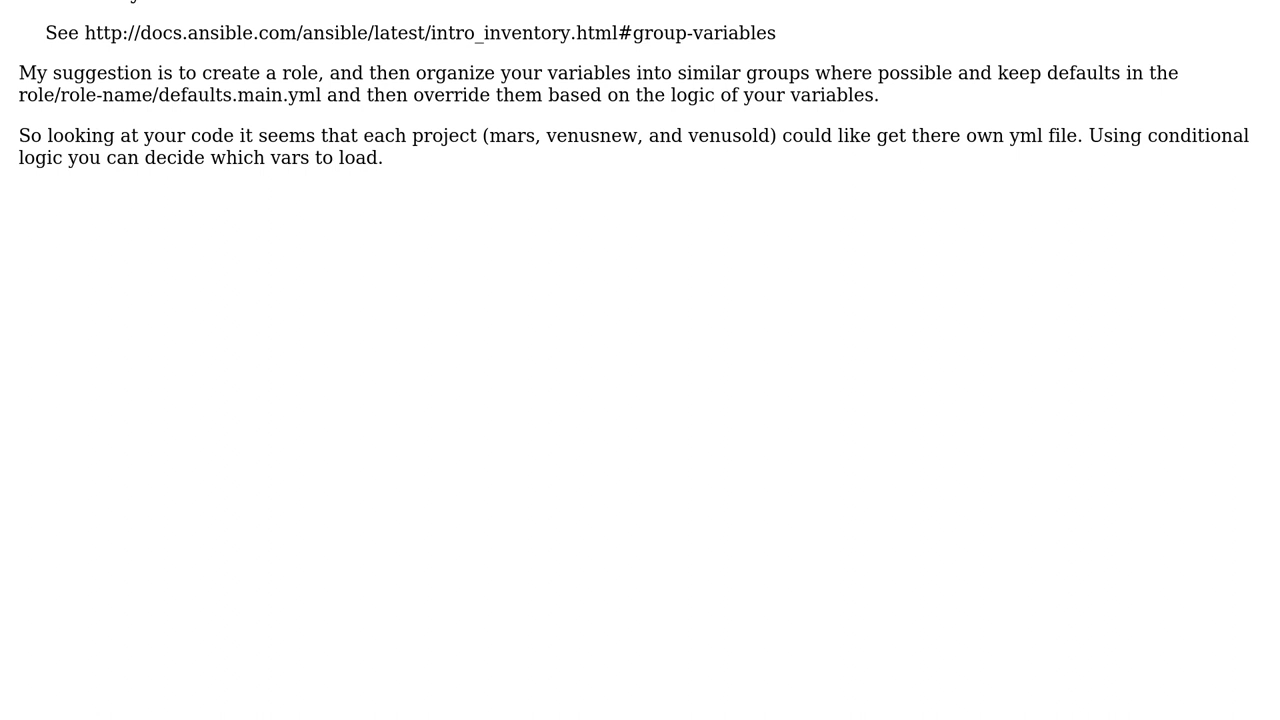 See http://docs.ansible.com/ansible/latest/intro_inventory.html#group-variables
My suggestion is to create a role, and then organize your variables into similar groups where possible and keep defaults in the
role/role-name/defaults.main.yml and then override them based on the logic of your variables.
So looking at your code it seems that each project (mars, venusnew, and venusold) could like get there own yml file. Using conditional
logic you can decide which vars to load.